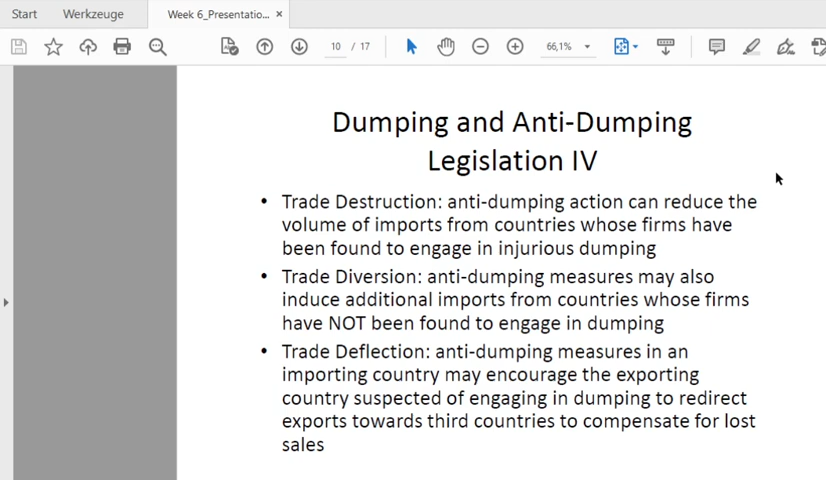 Start Werkzeuge Week 6_Presentatio... ×
10 / 17 66,1%
Dumping and Anti-Dumping
Legislation IV
• Trade Destruction: anti-dumping action can reduce the
volume of imports from countries whose firms have
been found to engage in injurious dumping
• Trade Diversion: anti-dumping measures may also
induce additional imports from countries whose firms
have NOT been found to engage in dumping
• Trade Deflection: anti-dumping measures in an
importing country may encourage the exporting
country suspected of engaging in dumping to redirect
exports towards third countries to compensate for lost
sales